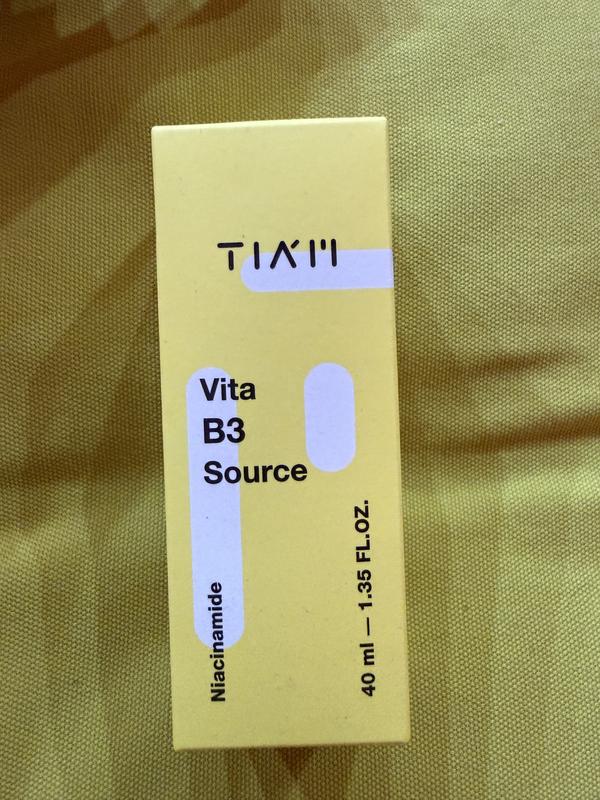 TIAM
Vita
B3
Source
Niacinamide
40 ml — 1.35 FL.OZ.